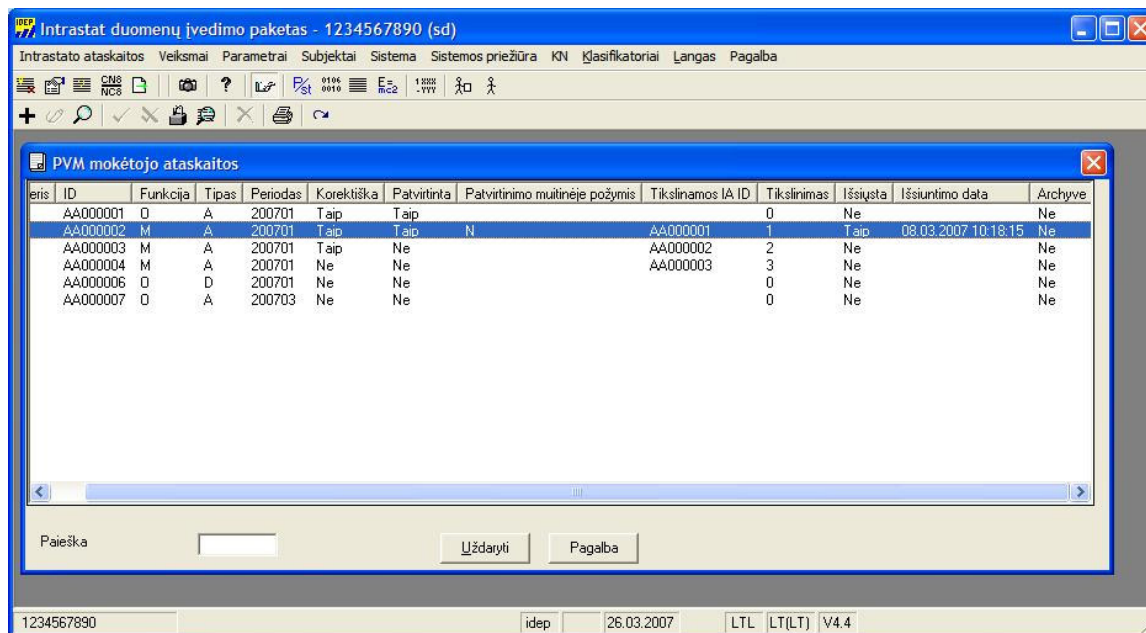 Intrastat duomenų įvedimo paketas - 1234567890 (sd)
Intrastato ataskaitos Veiksmai Parametrai Subjektai Sistema Sistemos priežiūra KN Klasifikatoriai Langas Pagalba
PVM mokėtojo ataskaitos
eris ID Funkcija Tipas Periodas Korektiška Patvirtinta Patvirtinimo muitinėje požymis Tikslinamos IA ID Tikslinimas Išsiųsta Išsiuntimo data Archyve
AA000001 O A 200701 Taip Taip 0 Ne Ne
AA000002 M A 200701 Taip Taip N AA000001 1 Taip 08.03.2007 10:18:15 Ne
AA000003 M A 200701 Taip Ne AA000002 2 Ne Ne
AA000004 M A 200701 Ne Ne AA000003 3 Ne Ne
AA000006 O D 200701 Ne Ne 0 Ne Ne
AA000007 O A 200703 Ne Ne 0 Ne Ne
Paieška Uždaryti Pagalba
1234567890 idep 26.03.2007 LTL LT(LT) V4.4